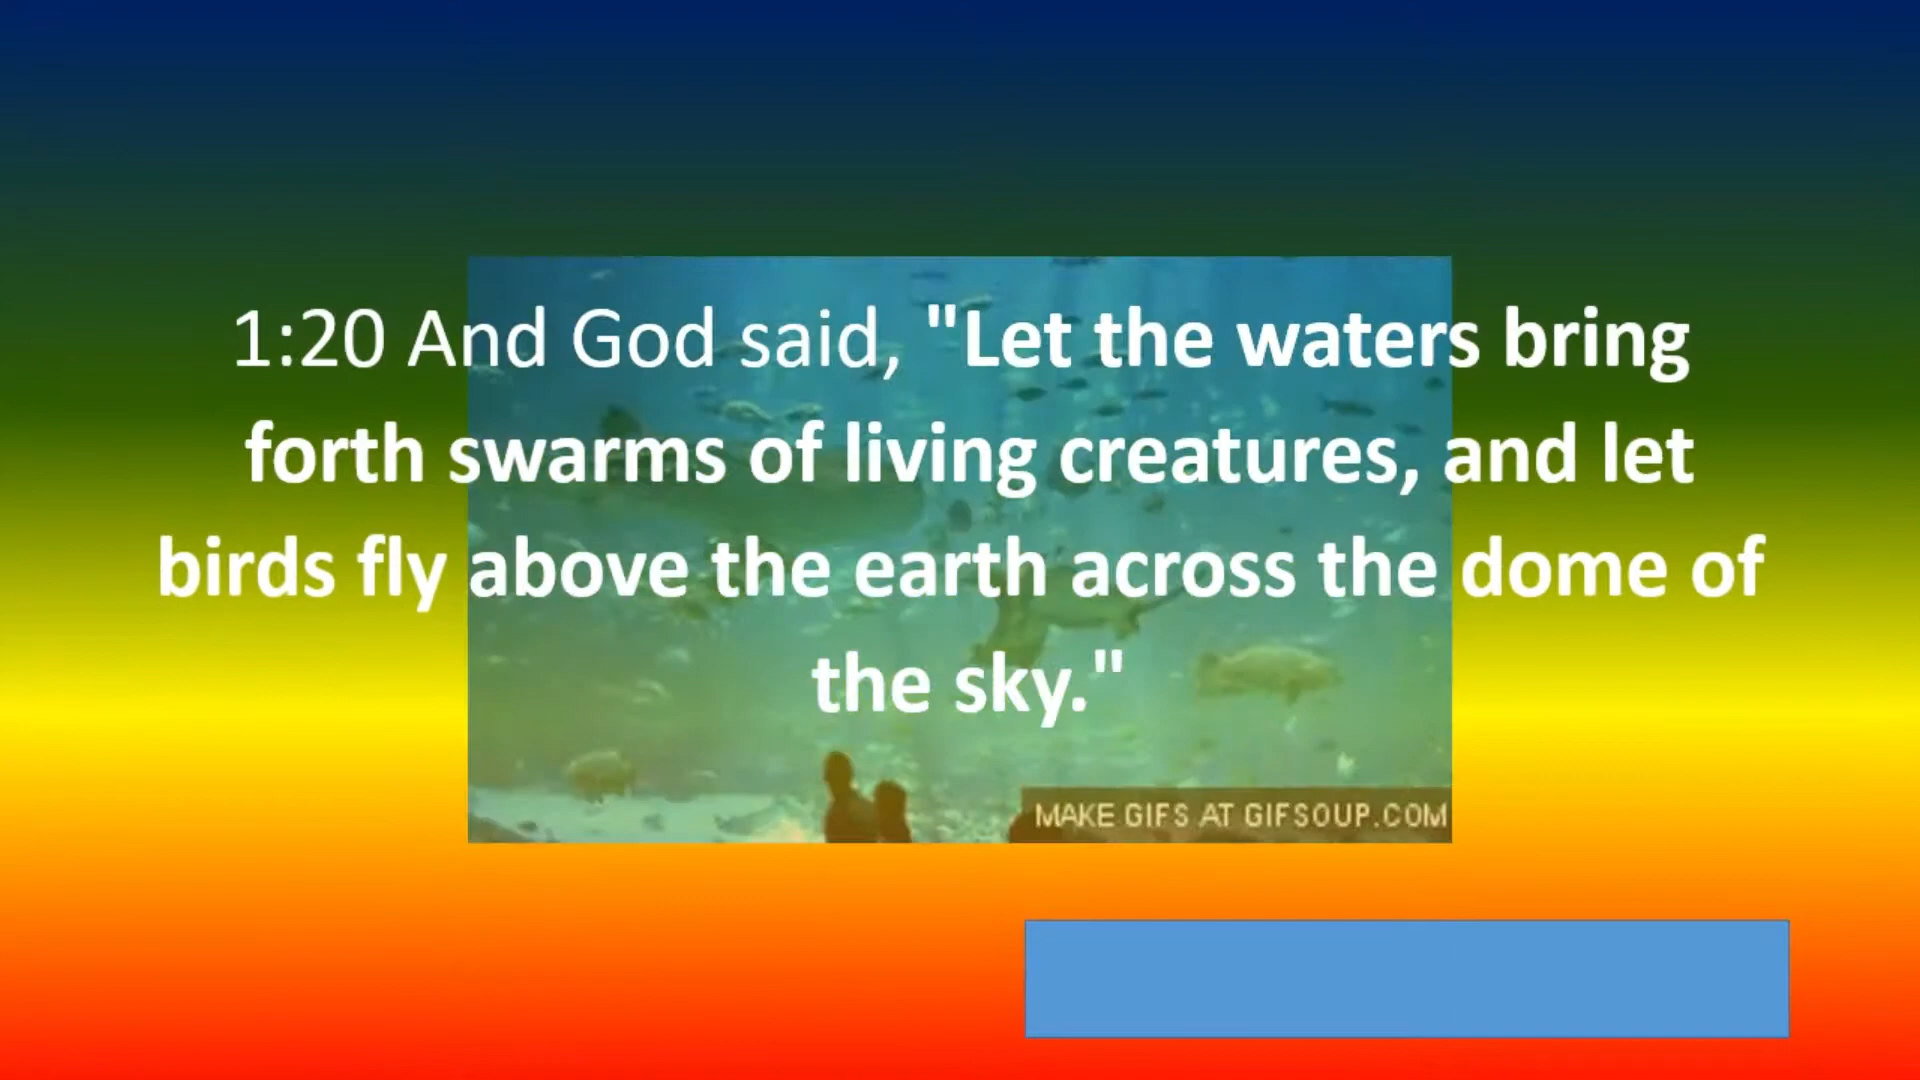 1:20 And God said, "Let the waters bring
forth swarms of living creatures, and let
birds fly above the earth across the dome of
the sky."
MAKE GIFS AT GIFSOUP.COM